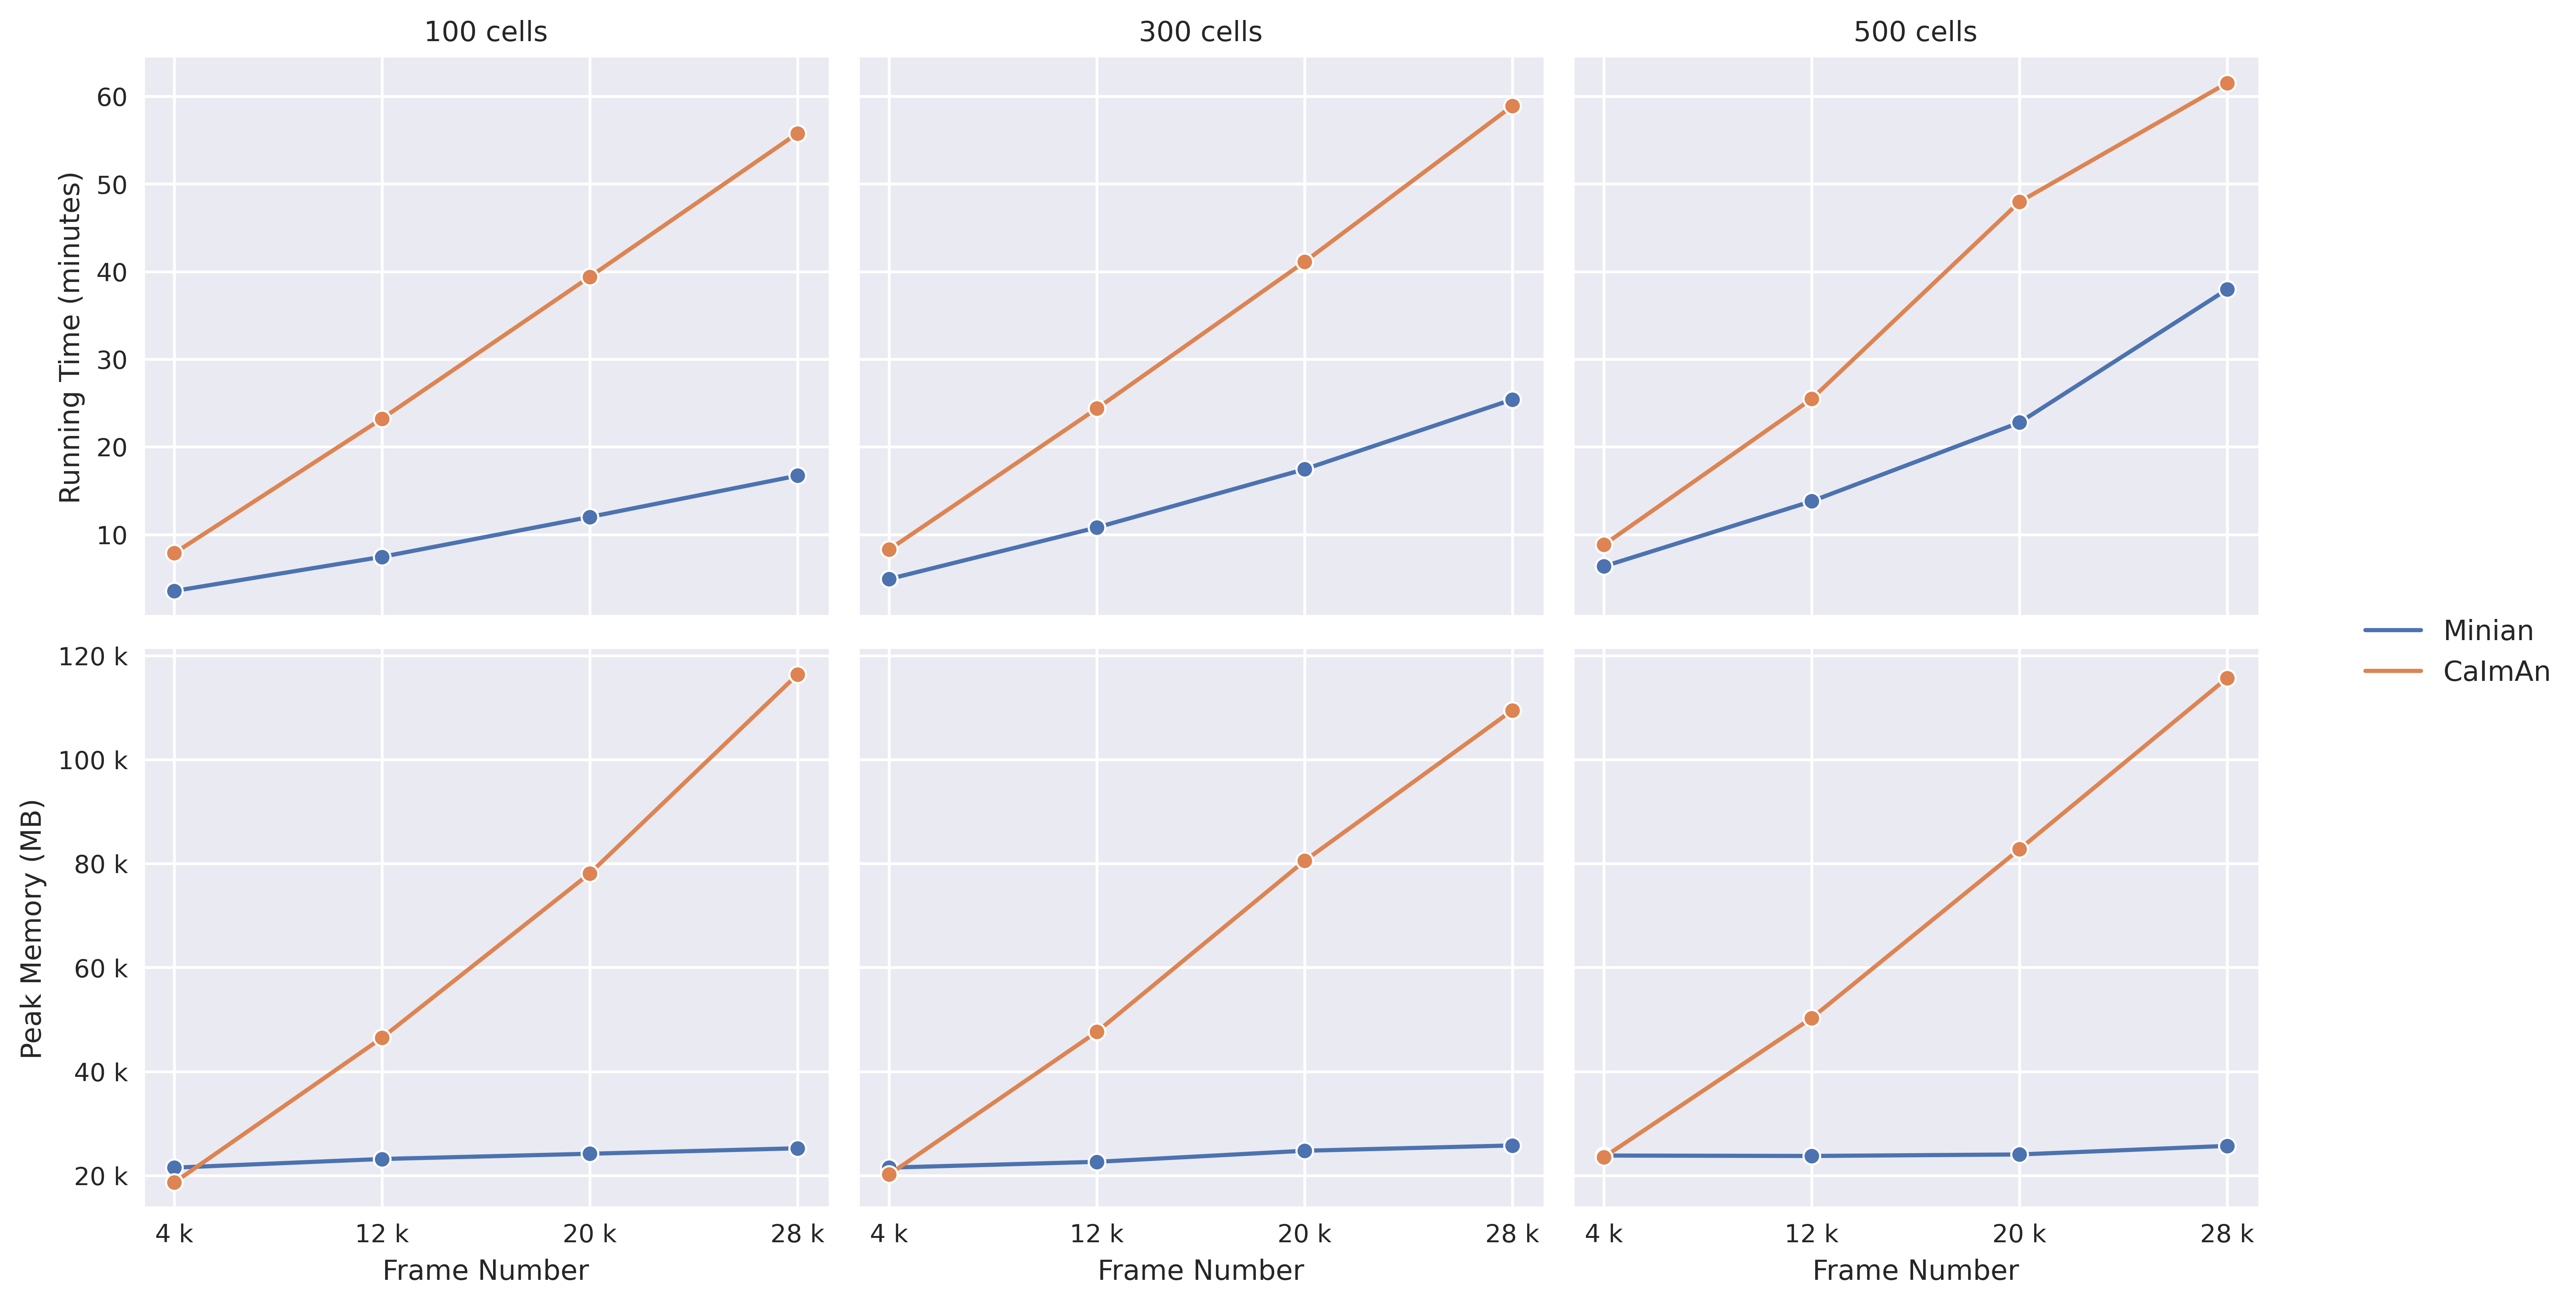 100 cells
300 cells
500 cells
Running Time (minutes)
60
50
40
30
20
10
Minian
CaImAn
Peak Memory (MB)
120 k
100 k
80 k
60 k
40 k
20 k
4 k
12 k
20 k
28 k
4 k
12 k
20 k
28 k
4 k
12 k
20 k
28 k
Frame Number
Frame Number
Frame Number